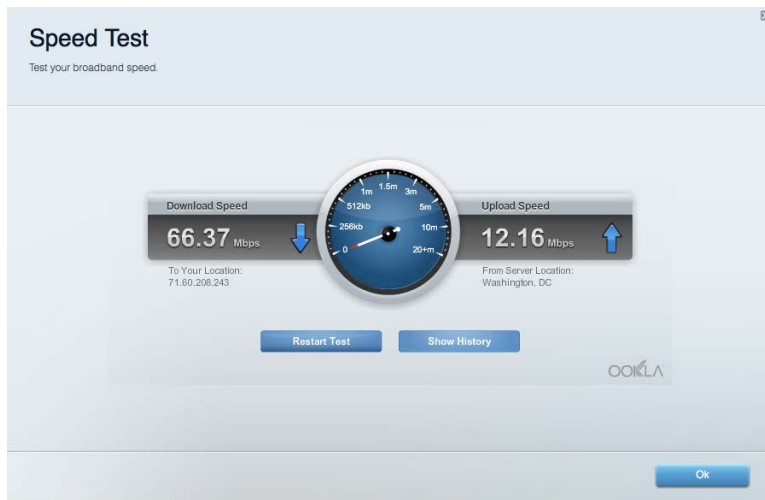 Speed Test
Test your broadband speed.
Download Speed
66.37 Mbps
To Your Location:
71.60.208.243
0
256kb
512kb
1m
1.5m
3m
5m
10m
20+m
Upload Speed
12.16 Mbps
From Server Location:
Washington, DC
Restart Test
Show History
OOKLA
Ok